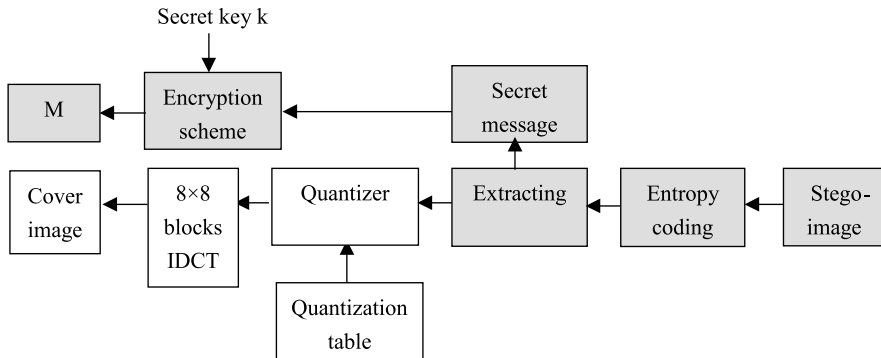 Secret key k
M
Encryption
scheme
Secret
message
Cover
image
8×8
blocks
IDCT
Quantizer
Extracting
Entropy
coding
Stego-
image
Quantization
table